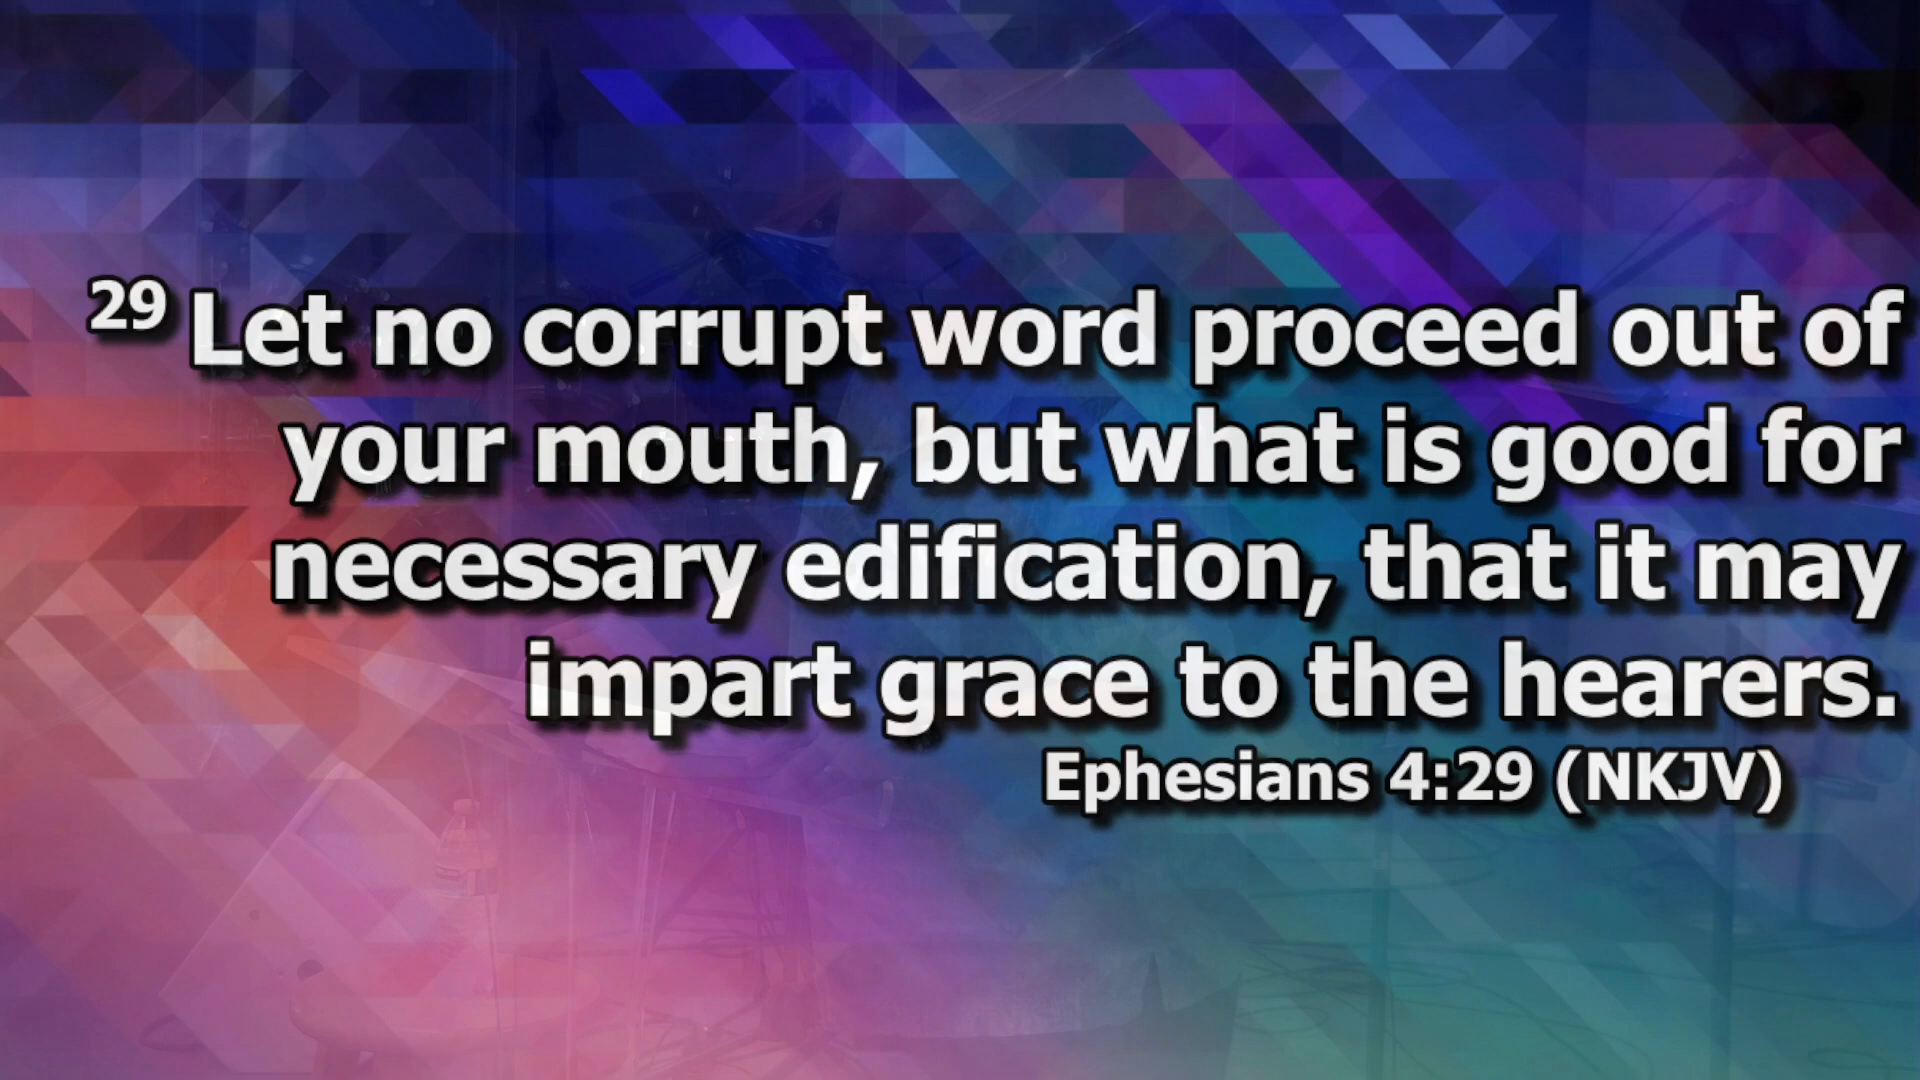 29 Let no corrupt word proceed out of
your mouth, but what is good for
necessary edification, that it may
impart grace to the hearers.
Ephesians 4:29 (NKJV)